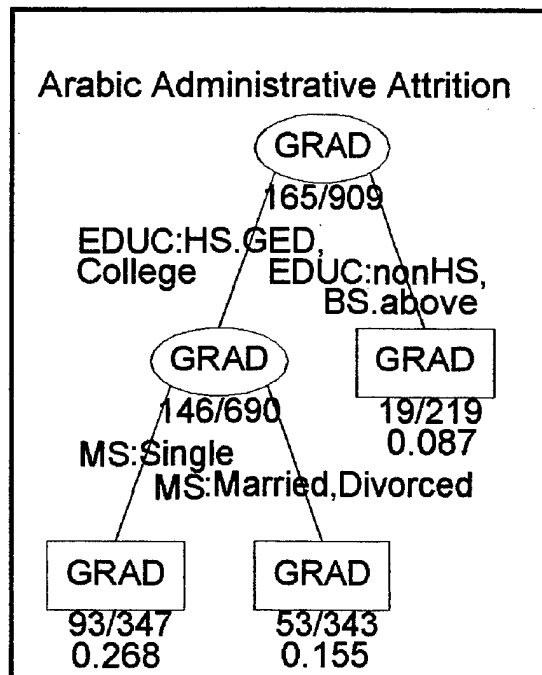 Arabic Administrative Attrition
GRAD
165/909
EDUC:HS.GED,
College
EDUC:nonHS,
BS.above
GRAD
146/690
GRAD
19/219
0.087
MS:Single
MS:Married,Divorced
GRAD
93/347
0.268
GRAD
53/343
0.155